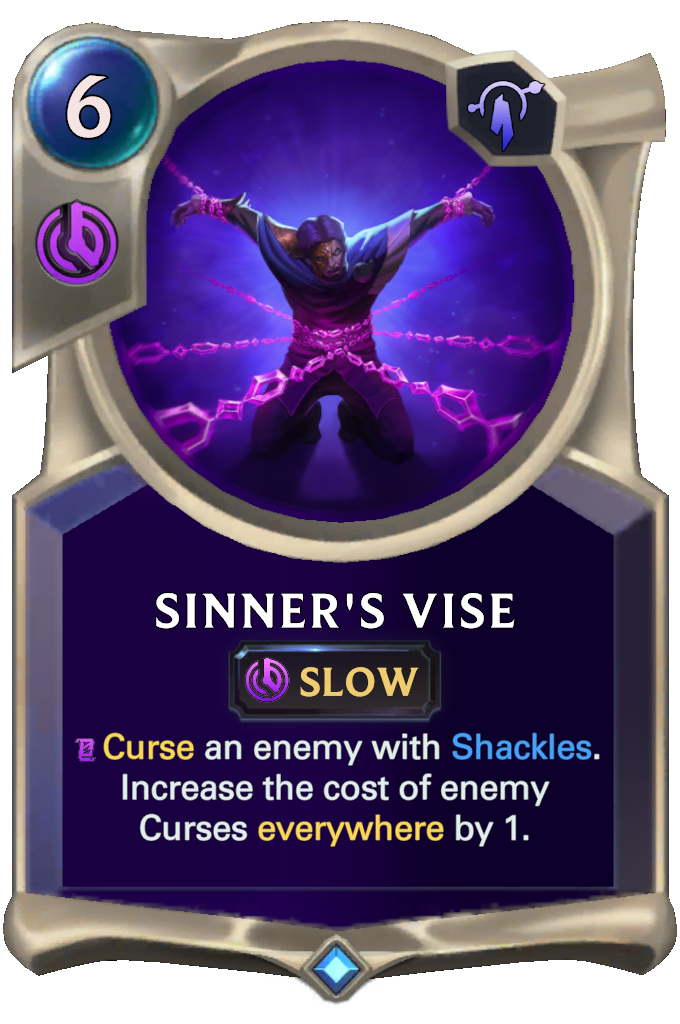 6
SINNER'S VISE
SLOW
Curse an enemy with Shackles.
Increase the cost of enemy
Curses everywhere by 1.